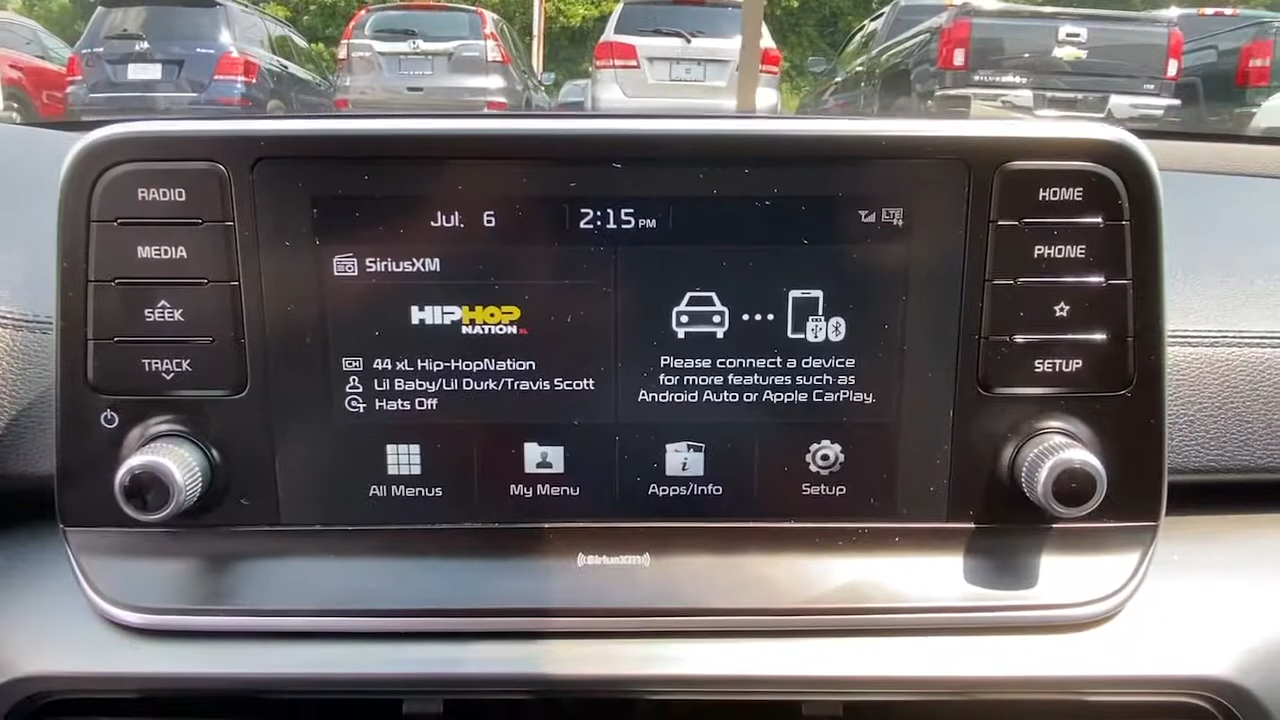 SILVERADO
RADIO
MEDIA
SEEK
TRACK
Jul. 6
2:15 PM
LTE
SiriusXM
HIPHOP
NATION XL
CH 44 xL Hip-HopNation
Lil Baby/Lil Durk/Travis Scott
Hats Off
Please connect a device
for more features such as
Android Auto or Apple CarPlay.
All Menus
My Menu
Apps/Info
Setup
HOME
PHONE
SETUP
SiriusXM